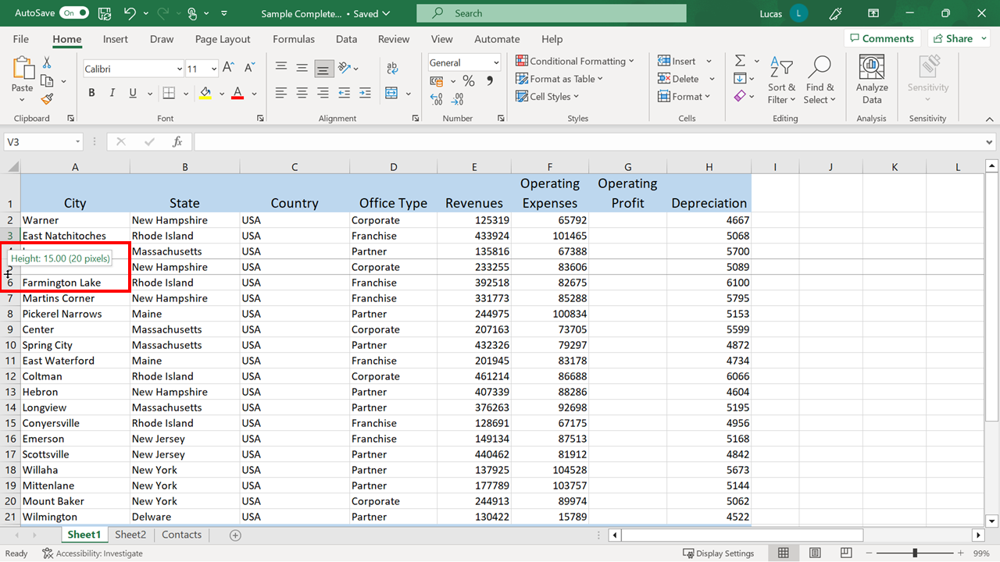 AutoSave On Sample Complete... • Saved Search Lucas L
File Home Insert Draw Page Layout Formulas Data Review View Automate Help Comments Share
Paste Calibri 11 General Conditional Formatting Insert Sort & Find & Analyze Sensitivity
B I U A Format as Table Delete Filter Select Data
Cell Styles Format
Clipboard Font Alignment Number Styles Cells Editing Analysis Sensitivity
V3 fx
A B C D E F G H I J K L
1 City State Country Office Type Revenues Operating Expenses Operating Profit Depreciation
2 Warner New Hampshire USA Corporate 125319 65792 4667
3 East Natchitoches Rhode Island USA Franchise 433924 101465 5068
Massachusetts USA Partner 135816 67388 5700
Height: 15.00 (20 pixels)
New Hampshire USA Corporate 233255 83606 5089
6 Farmington Lake Rhode Island USA Franchise 392518 82675 6100
7 Martins Corner New Hampshire USA Franchise 331773 85288 5795
8 Pickerel Narrows Maine USA Partner 244975 100834 5153
9 Center Massachusetts USA Corporate 207163 73705 5599
10 Spring City Massachusetts USA Partner 432326 79297 4872
11 East Waterford Maine USA Franchise 201945 83178 4734
12 Coltman Rhode Island USA Corporate 461214 86688 6066
13 Hebron New Hampshire USA Partner 407339 88286 4604
14 Longview Massachusetts USA Partner 376263 92698 5195
15 Conyersville Rhode Island USA Franchise 128691 67175 4956
16 Emerson New Jersey USA Franchise 149134 87513 5168
17 Scottsville New Jersey USA Partner 440462 81912 4842
18 Willaha New York USA Partner 137925 104528 5673
19 Mittenlane New York USA Partner 177789 103757 5144
20 Mount Baker New York USA Corporate 244913 89974 5062
21 Wilmington Delware USA Partner 130422 15789 4522
Sheet1 Sheet2 Contacts
Ready Accessibility: Investigate Display Settings 99%